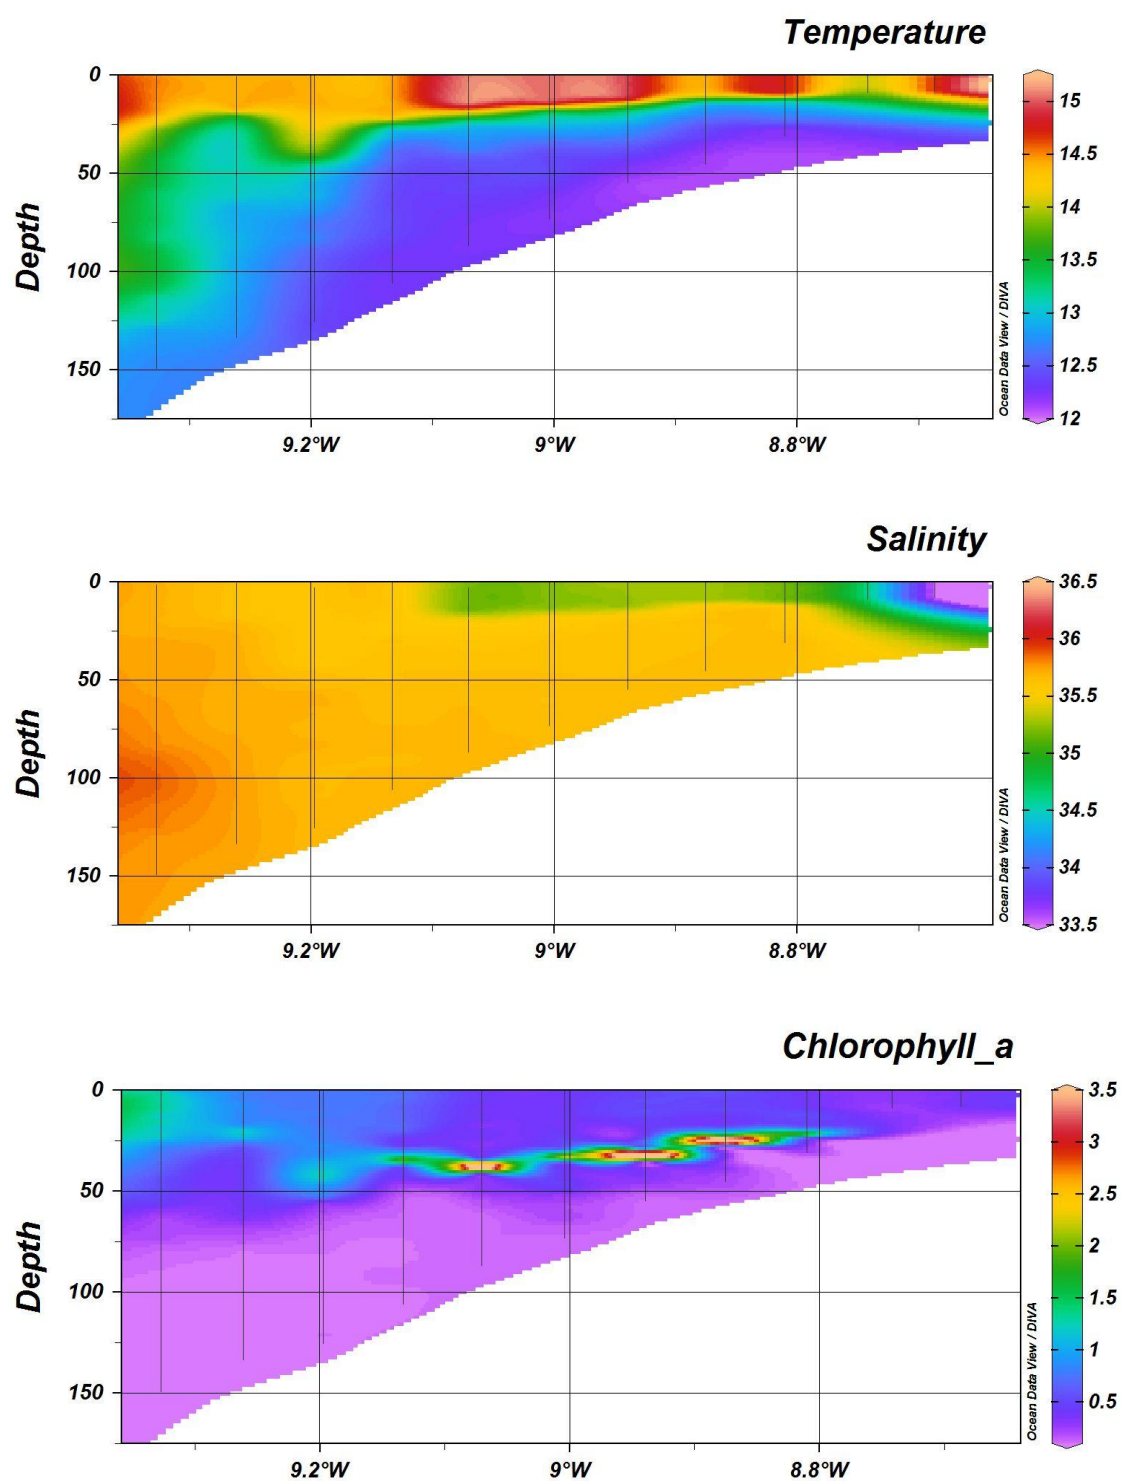 Temperature
0
50
100
150
Depth
9.2°W
9°W
8.8°W
Ocean Data View / DIVA
15
14.5
14
13.5
13
12.5
12
Salinity
0
50
100
150
Depth
9.2°W
9°W
8.8°W
Ocean Data View / DIVA
36.5
36
35.5
35
34.5
34
33.5
Chlorophyll_a
0
50
100
150
Depth
9.2°W
9°W
8.8°W
Ocean Data View / DIVA
3.5
3
2.5
2
1.5
1
0.5